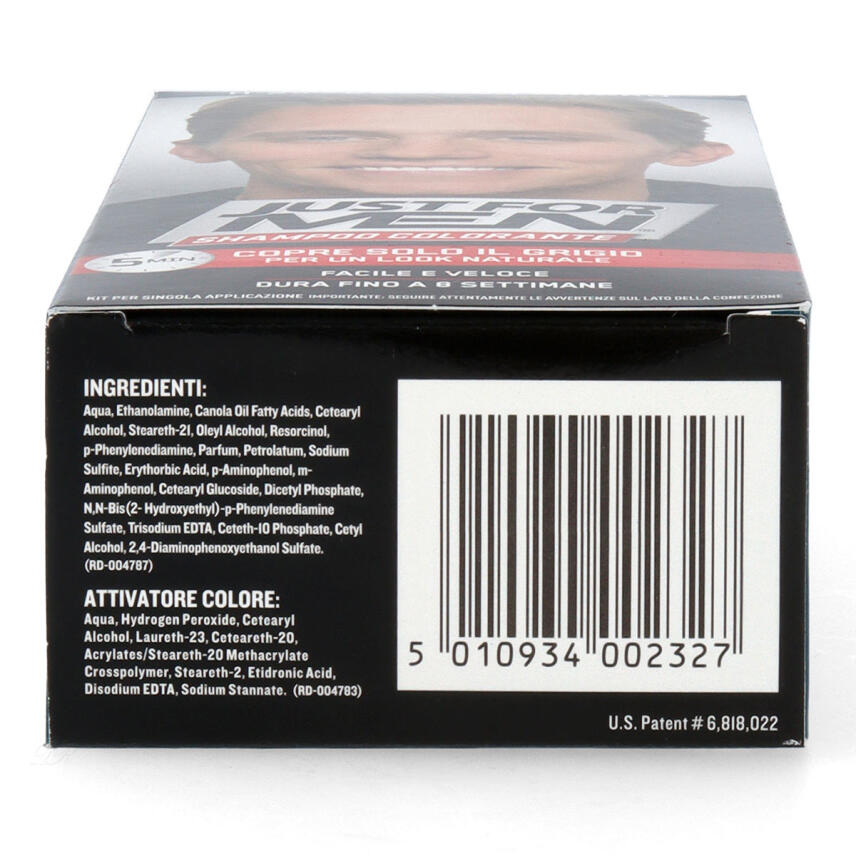 JUST FOR
MEN
TM
SHAMPOO COLORANTE
5 MIN
COPRE SOLO IL GRIGIO
PER UN LOOK NATURALE
FACILE E VELOCE
DURA FINO A 8 SETTIMANE
KIT PER SINGOLA APPLICAZIONE IMPORTANTE: SEGUIRE ATTENTAMENTE LE AVVERTENZE SUL LATO DELLA CONFEZIONE
INGREDIENTI:
Aqua, Ethanolamine, Canola Oil Fatty Acids, Cetearyl
Alcohol, Steareth-21, Oleyl Alcohol, Resorcinol,
p-Phenylenediamine, Parfum, Petrolatum, Sodium
Sulfite, Erythorbic Acid, p-Aminophenol, m-
Aminophenol, Cetearyl Glucoside, Dicetyl Phosphate,
N,N-Bis(2- Hydroxyethyl)-p-Phenylenediamine
Sulfate, Trisodium EDTA, Ceteth-10 Phosphate, Cetyl
Alcohol, 2,4-Diaminophenoxyethanol Sulfate.
(RD-004787)
ATTIVATORE COLORE:
Aqua, Hydrogen Peroxide, Cetearyl
Alcohol, Laureth-23, Ceteareth-20,
Acrylates/Steareth-20 Methacrylate
Crosspolymer, Steareth-2, Etidronic Acid,
Disodium EDTA, Sodium Stannate. (RD-004783)
5 010934 002327
U.S. Patent # 6,818,022